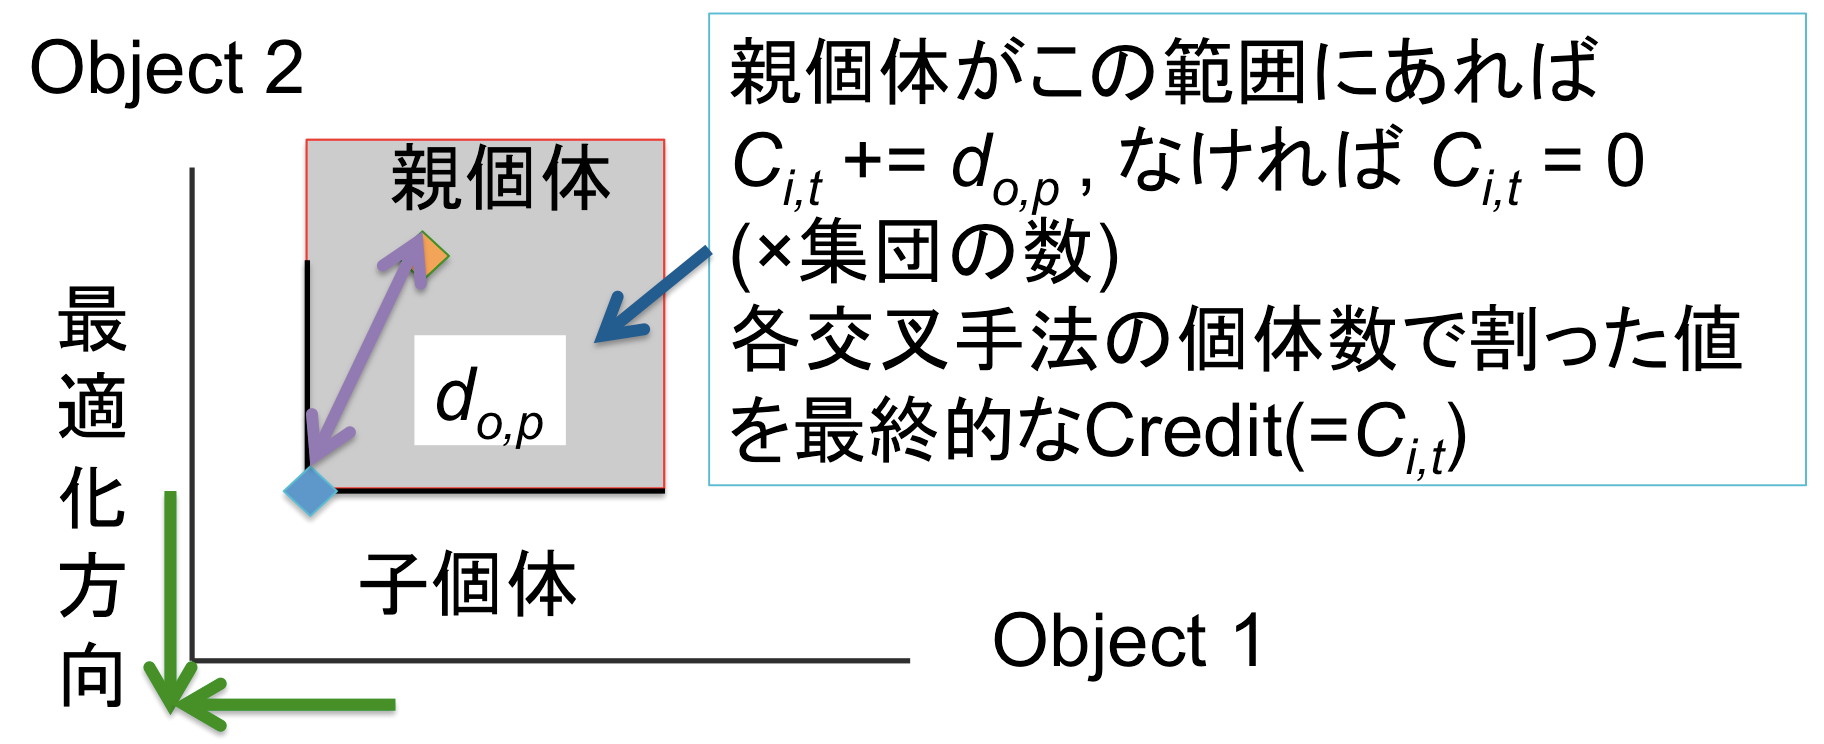 Object 2
親個体がこの範囲にあれば
C_{i,t} += d_{o,p} , なければ C_{i,t} = 0
(×集団の数)
各交叉手法の個体数で割った値
を最終的なCredit(=C_{i,t})
親個体
d_{o,p}
最適化方向
子個体
Object 1